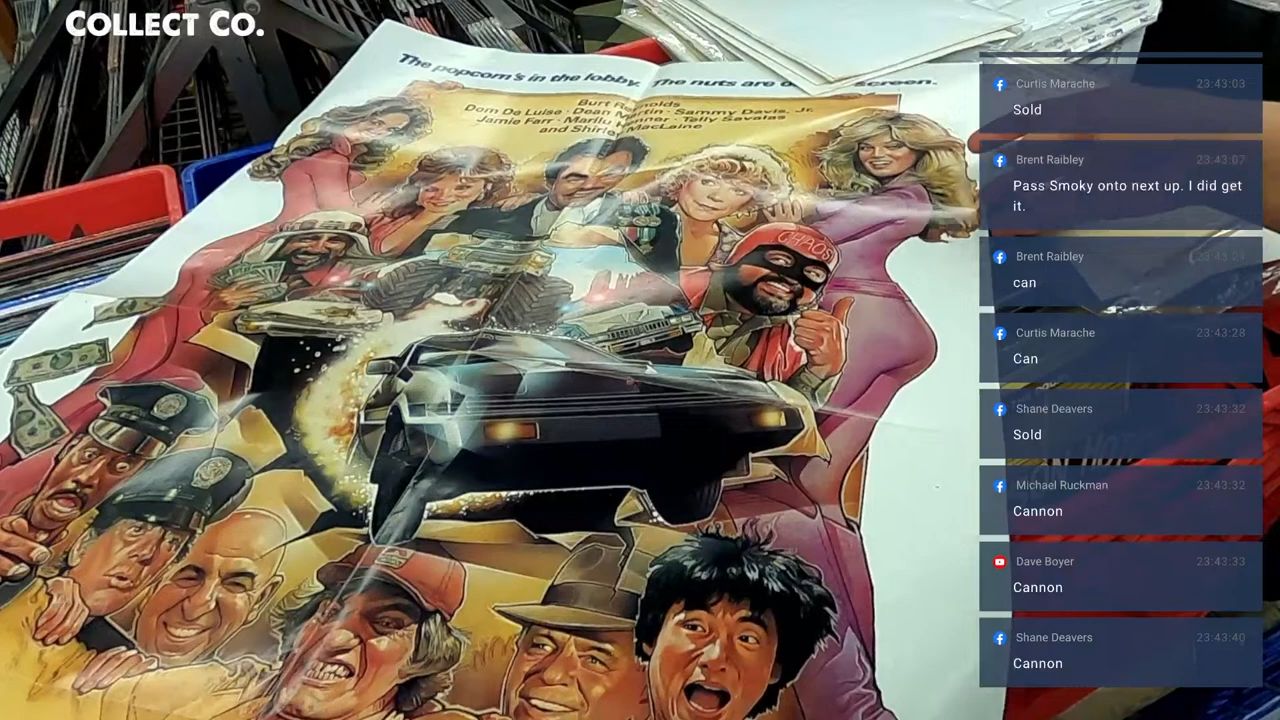 COLLECT CO.
The popcorn's in the lobby. The nuts are o screen.
Burt Reynolds
Dom De Luise · Dean Martin · Sammy Davis, Jr.
Jamie Farr · Marilu Henner · Telly Savalas
and Shirley MacLaine
CHAOS
Curtis Marache 23:43:03
Sold
Brent Raibley 23:43:07
Pass Smoky onto next up. I did get
it.
Brent Raibley 23:43:24
can
Curtis Marache 23:43:28
Can
Shane Deavers 23:43:32
Sold
Michael Ruckman 23:43:32
Cannon
Dave Boyer 23:43:33
Cannon
Shane Deavers 23:43:40
Cannon